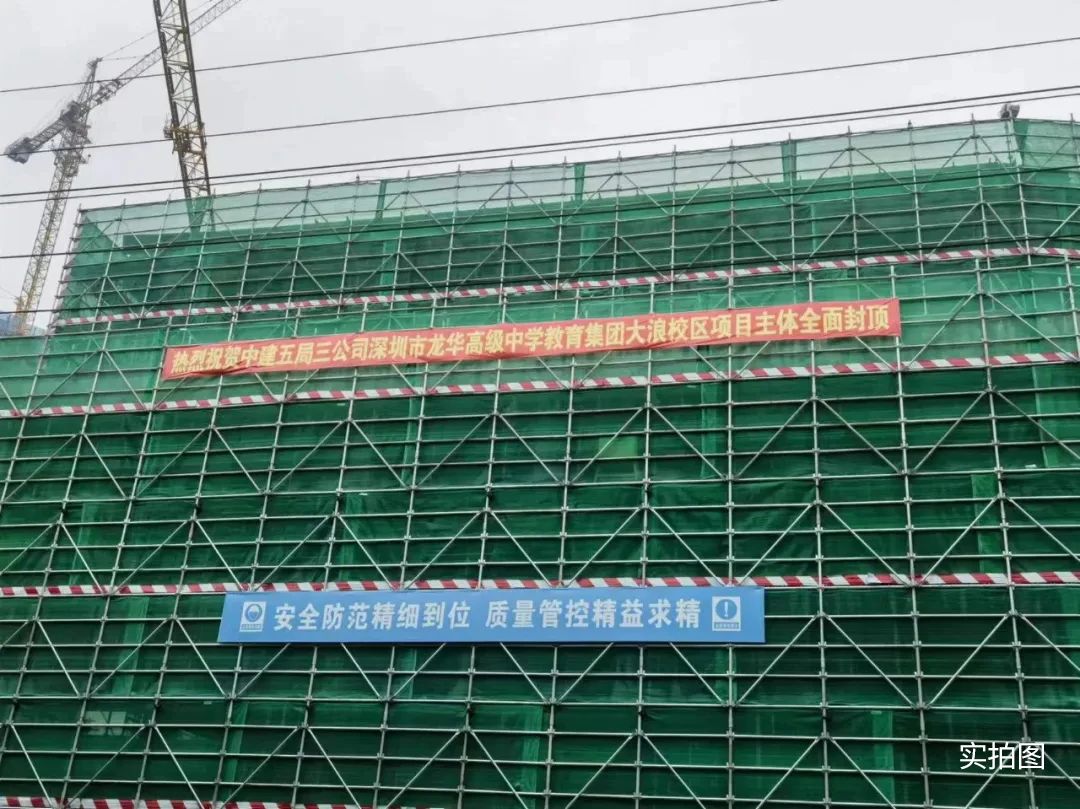 热烈祝贺中建五局三公司深圳市龙华高级中学教育集团大浪校区项目主体全面封顶
安全防范精细到位 质量管控精益求精
实拍图